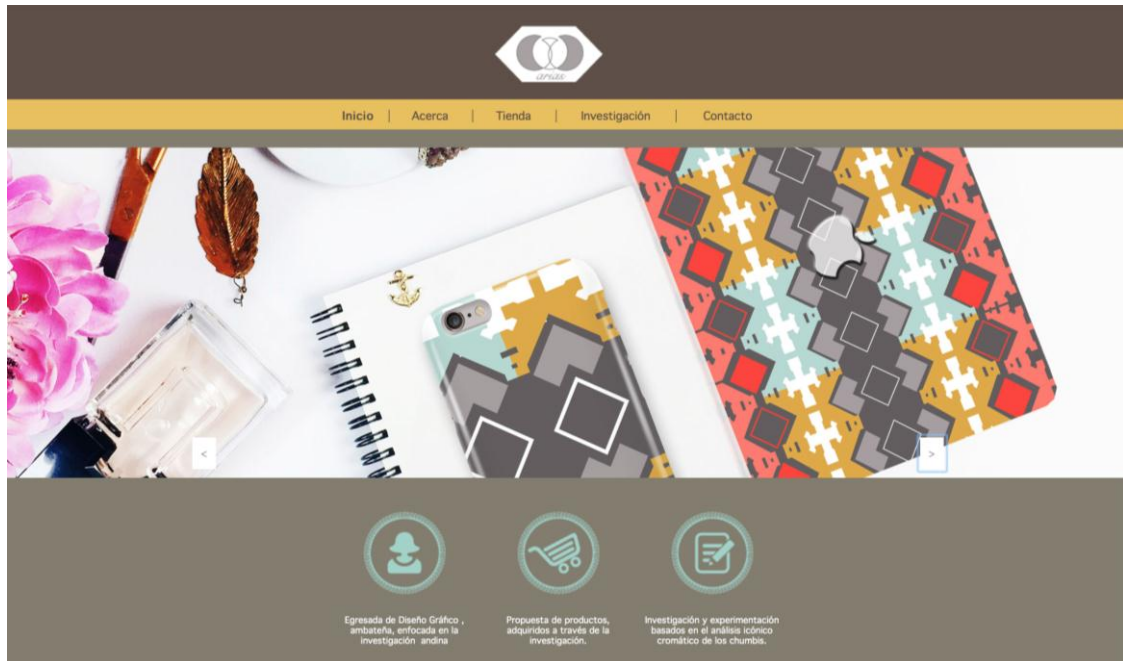 arias
Inicio | Acerca | Tienda | Investigación | Contacto
< >
Egresada de Diseño Gráfico ,
ambateña, enfocada en la
investigación andina
Propuesta de productos,
adquiridos a través de la
investigación.
Investigación y experimentación
basados en el análisis icónico
cromático de los chumbis.